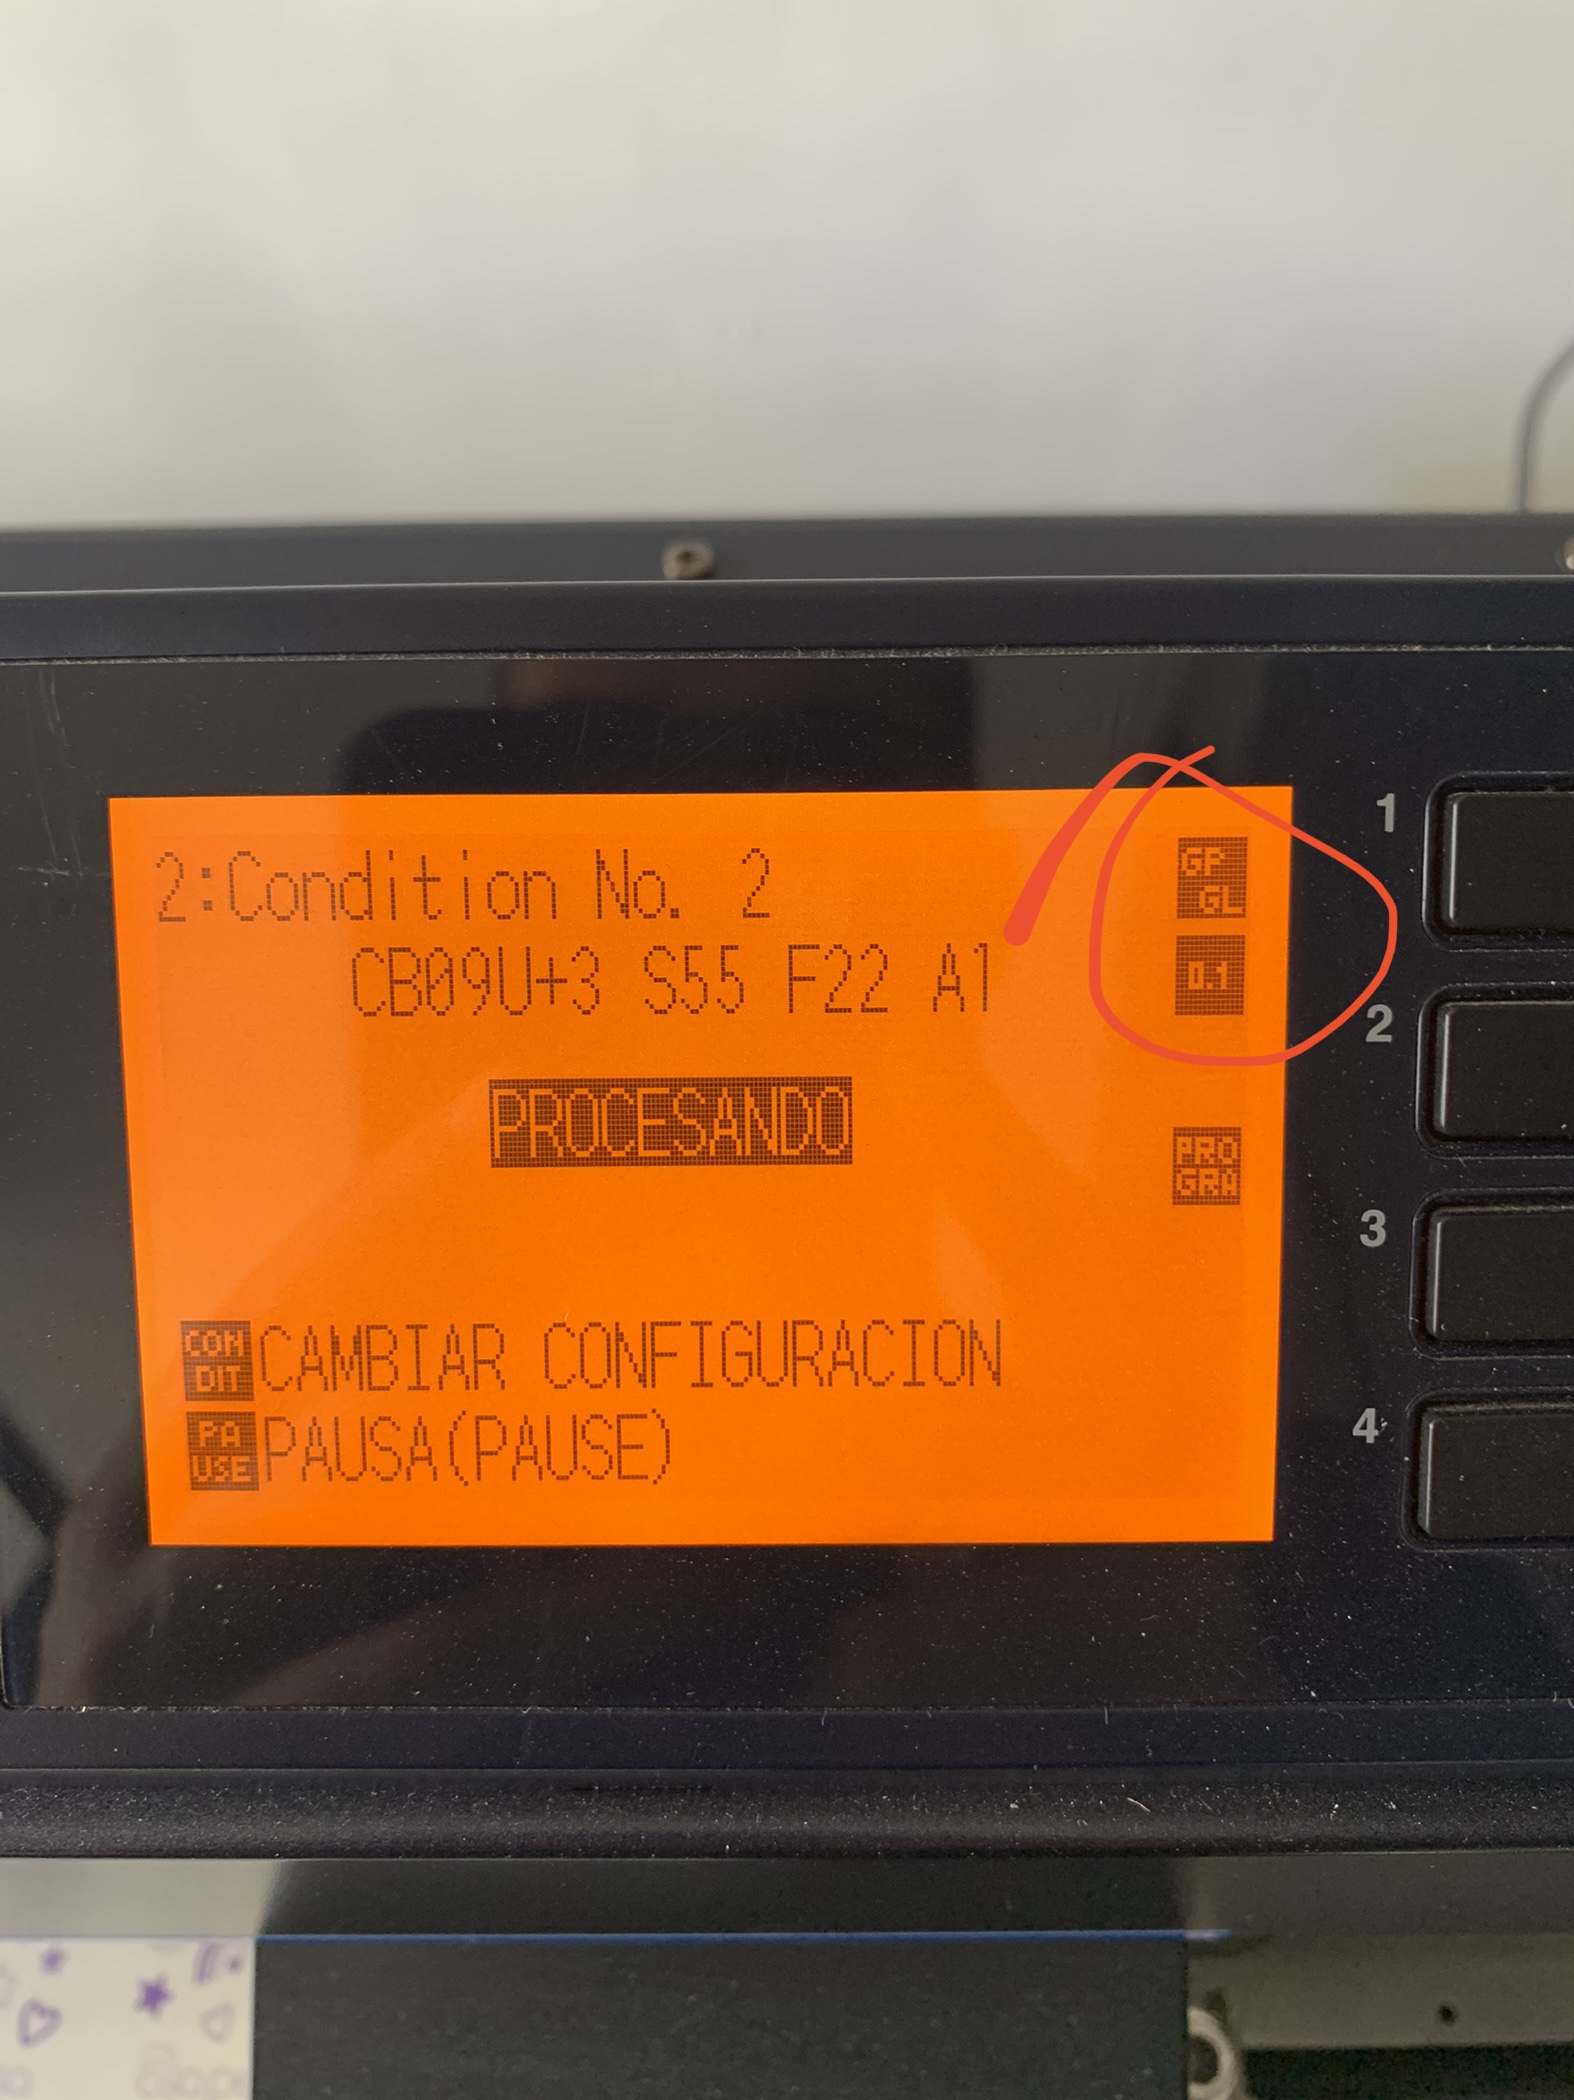 2:Condition No. 2
GP
GL
CB09U+3 S55 F22 A1
0.1
PROCESANDO
PRO
GRA
CON
DIT
CAMBIAR CONFIGURACION
PA
USE
PAUSA(PAUSE)
1
2
3
4